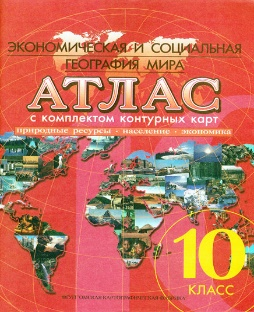 ЭКОНОМИЧЕСКАЯ И СОЦИАЛЬНАЯ
ГЕОГРАФИЯ МИРА
АТЛАС
с комплектом контурных карт
природные ресурсы • население • экономика
10
КЛАСС